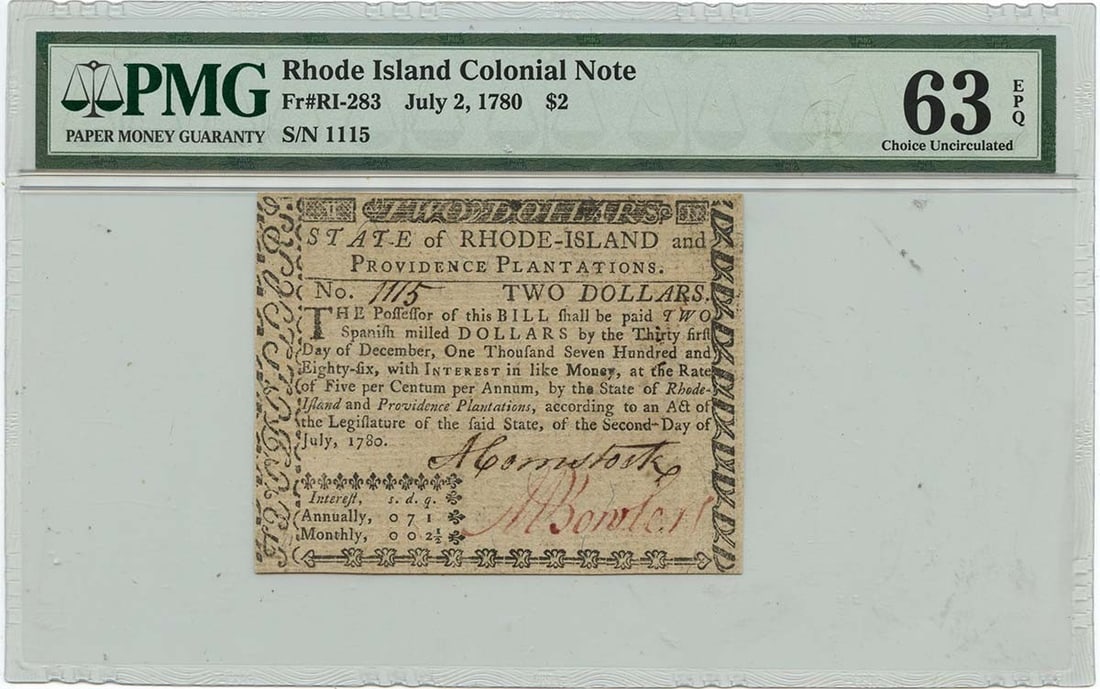 PMG
PAPER MONEY GUARANTY
Rhode Island Colonial Note
Fr#RI-283 July 2, 1780 $2
S/N 1115
63
EPQ
Choice Uncirculated
TWO DOLLARS
STATE of RHODE-ISLAND and
PROVIDENCE PLANTATIONS.
No. 1115 TWO DOLLARS.
THE Poſſeſſor of this BILL ſhall be paid TWO
Spaniſh milled DOLLARS by the Thirty firſt
Day of December, One Thouſand Seven Hundred and
Eighty-ſix, with INTEREST in like Money, at the Rate
of Five per Centum per Annum, by the State of Rhode-
Iſland and Providence Plantations, according to an Act of
the Legiſlature of the ſaid State, of the Second-Day of
July, 1780.
A Comstock
Intereſt, s. d. q.
Annually, 0 7 1
Monthly, 0 0 2½